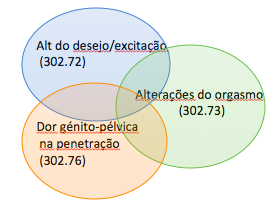 Alt do desejo/excitação
(302.72)
Alterações do orgasmo
(302.73)
Dor génito-pélvica
na penetração
(302.76)